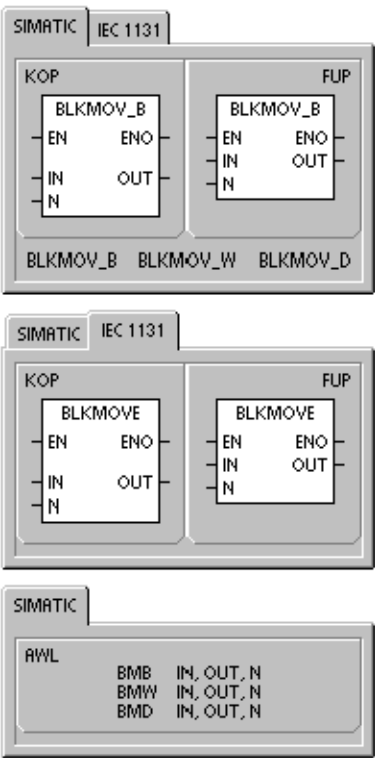 SIMATIC IEC 1131
KOP FUP
BLKMOV_B BLKMOV_B
EN ENO EN ENO
IN OUT
IN OUT N
N
BLKMOV_B BLKMOV_W BLKMOV_D
SIMATIC IEC 1131
KOP FUP
BLKMOVE BLKMOVE
EN ENO EN ENO
IN OUT
IN OUT N
N
SIMATIC
AWL
BMB IN, OUT, N
BMW IN, OUT, N
BMD IN, OUT, N